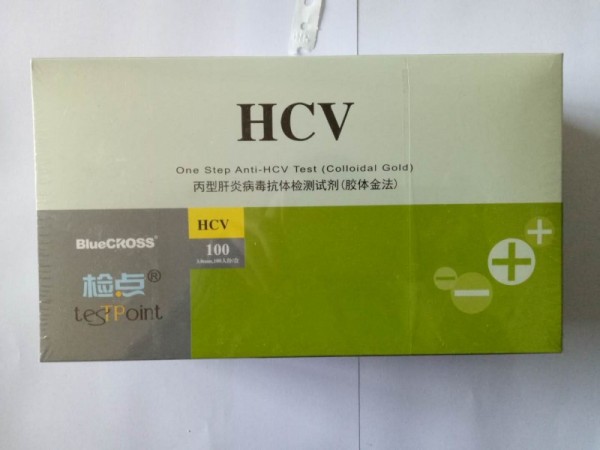 HCV
One Step Anti-HCV Test (Colloidal Gold)
丙型肝炎病毒抗体检测试剂(胶体金法)
HCV
100
BlueCROSS®
检点®
tesTPoint